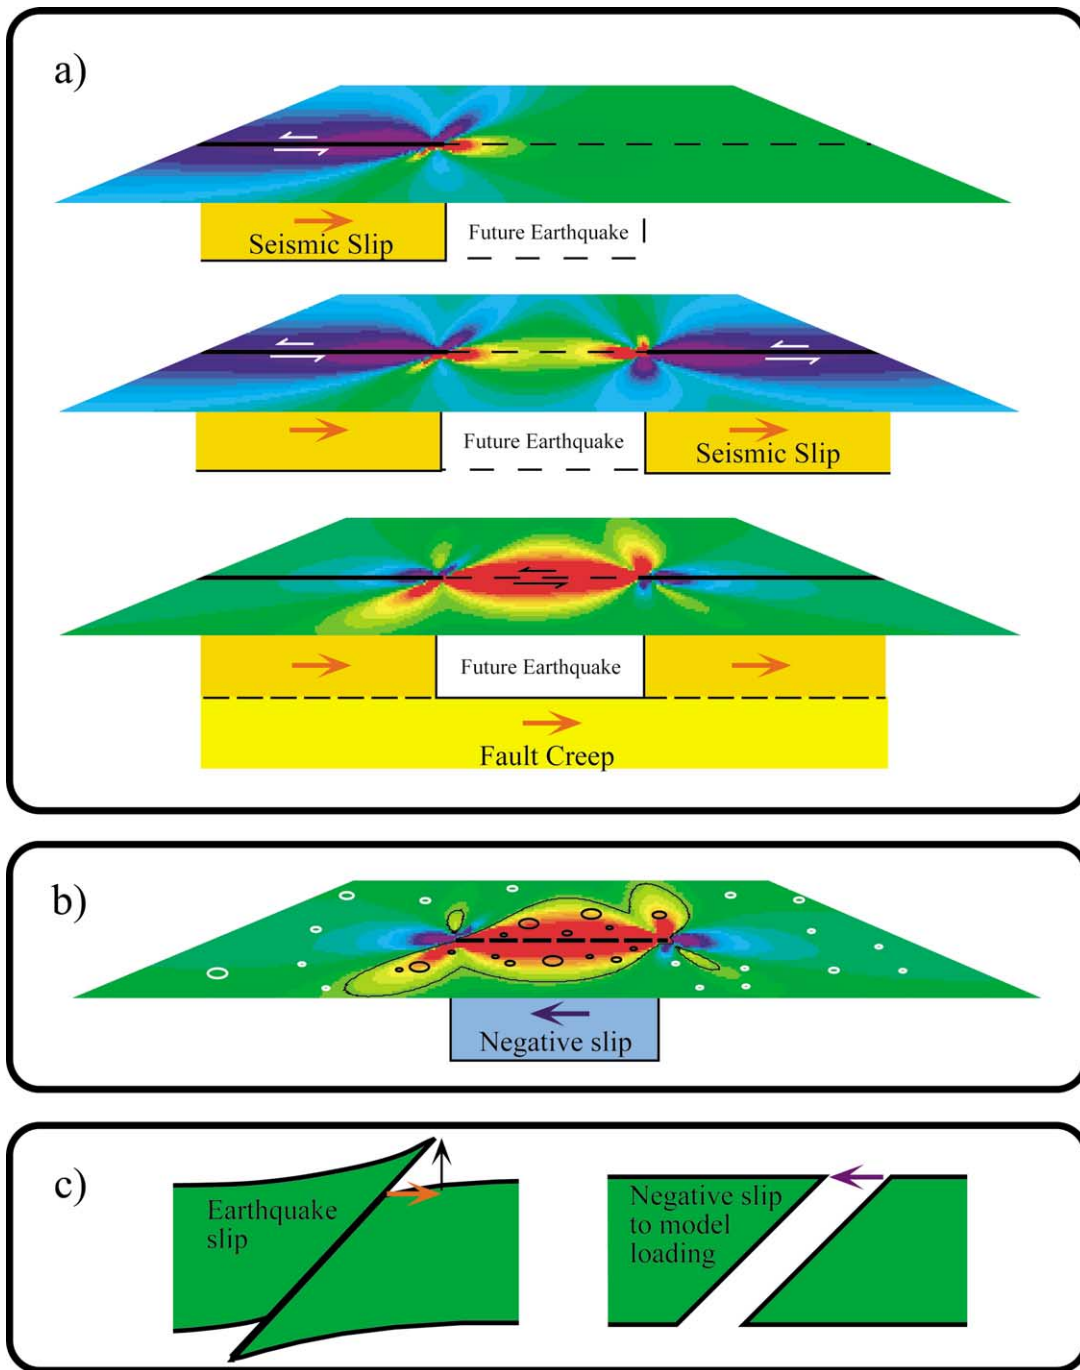 a)
Seismic Slip
Future Earthquake
Future Earthquake
Seismic Slip
Future Earthquake
Fault Creep
b)
Negative slip
c)
Earthquake
slip
Negative slip
to model
loading